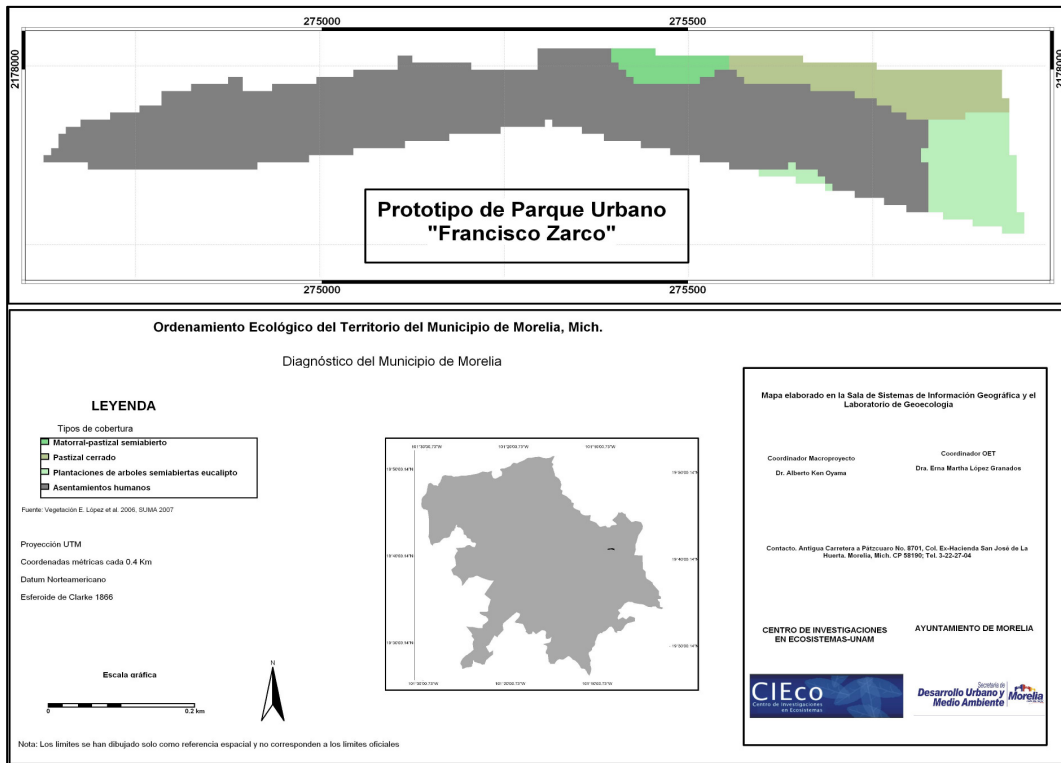 275000 275500
2178000 2178000
Prototipo de Parque Urbano
"Francisco Zarco"
275000 275500
Ordenamiento Ecológico del Territorio del Municipio de Morelia, Mich.
Diagnóstico del Municipio de Morelia
LEYENDA
Tipos de cobertura
Matorral-pastizal semiabierto
Pastizal cerrado
Plantaciones de arboles semiabiertas eucalipto
Asentamientos humanos
Fuente: Vegetación E. López et al. 2006, SUMA 2007
Proyección UTM
Coordenadas métricas cada 0.4 Km
Datum Norteamericano
Esferoide de Clarke 1866
Escala gráfica
0 0.2 km
N
Nota: Los límites se han dibujado solo como referencia espacial y no corresponden a los límites oficiales
Mapa elaborado en la Sala de Sistemas de Información Geográfica y el
Laboratorio de Geoecología
Coordinador Macroproyecto
Dr. Alberto Ken Oyama
Coordinador OET
Dra. Erna Martha López Granados
Contacto. Antigua Carretera a Pátzcuaro No. 8701, Col. Ex-Hacienda San José de La
Huerta. Morelia, Mich. CP 58190; Tel. 3-22-27-04
CENTRO DE INVESTIGACIONES
EN ECOSISTEMAS-UNAM
AYUNTAMIENTO DE MORELIA
CIEco
Centro de Investigaciones
en Ecosistemas
Secretaría de
Desarrollo Urbano y
Medio Ambiente
Morelia